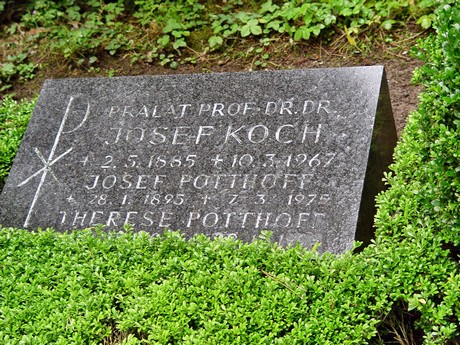 PRÄLAT PROF·DR.DR.
JOSEF KOCH
+ 2.5.1885 + 10.3.1967
JOSEF POTTHOFF
+ 28.1.1895 + 7.3.1975
THERESE POTTHOFF